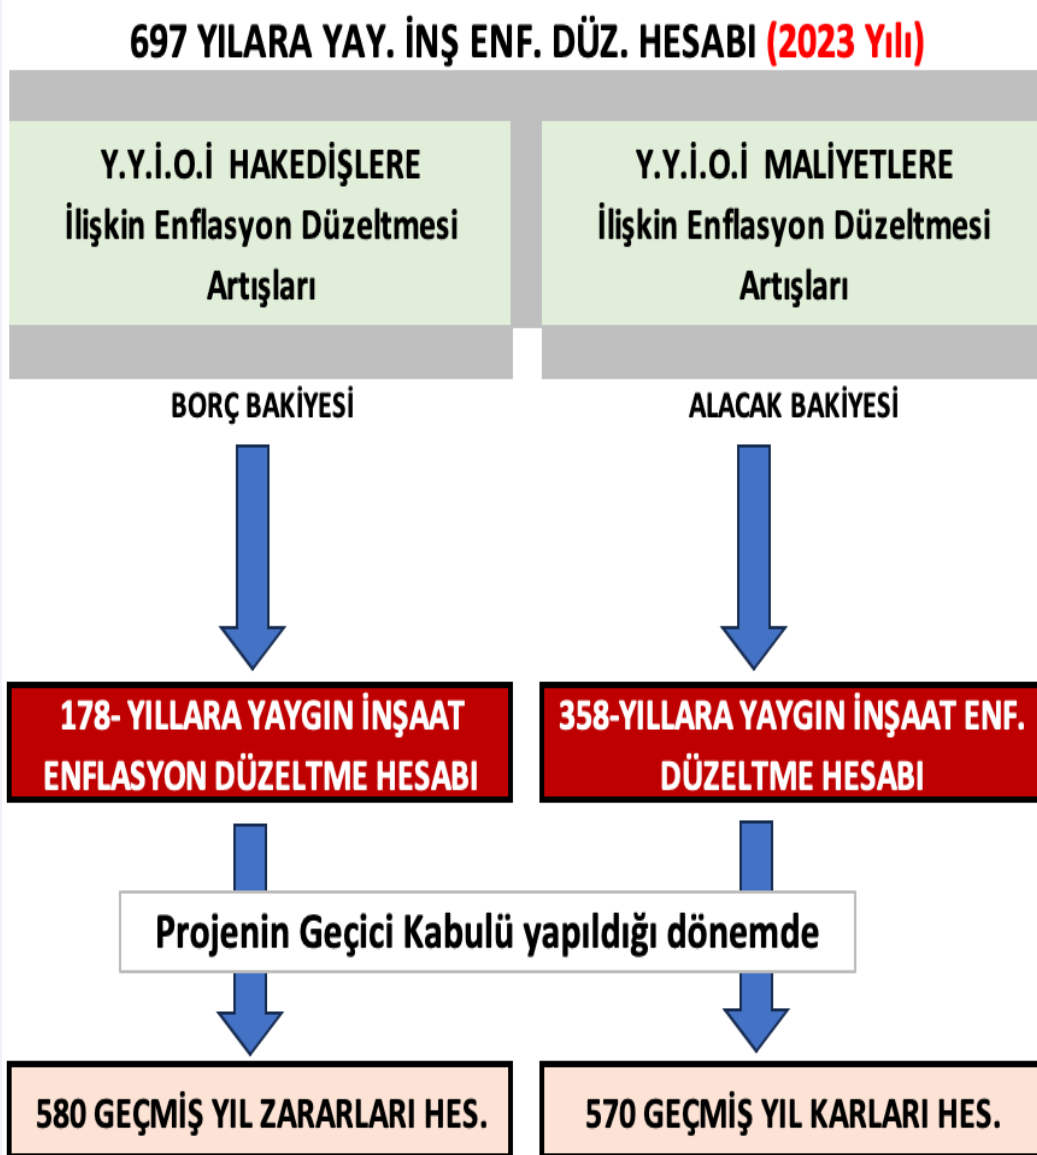 697 YILARA YAY. İNŞ ENF. DÜZ. HESABI (2023 Yılı)
Y.Y.İ.O.İ HAKEDİŞLERE
İlişkin Enflasyon Düzeltmesi
Artışları
Y.Y.İ.O.İ MALİYETLERE
İlişkin Enflasyon Düzeltmesi
Artışları
BORÇ BAKİYESİ
ALACAK BAKİYESİ
178- YILLARA YAYGIN İNŞAAT
ENFLASYON DÜZELTME HESABI
358-YILLARA YAYGIN İNŞAAT ENF.
DÜZELTME HESABI
Projenin Geçici Kabulü yapıldığı dönemde
580 GEÇMİŞ YIL ZARARLARI HES.
570 GEÇMİŞ YIL KARLARI HES.